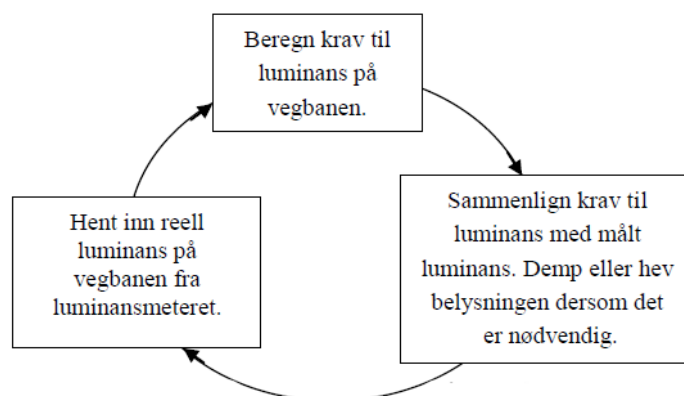 Beregn krav til
luminans på
vegbanen.
Sammenlign krav til
luminans med målt
luminans. Demp eller hev
belysningen dersom det
er nødvendig.
Hent inn reell
luminans på
vegbanen fra
luminansmeteret.